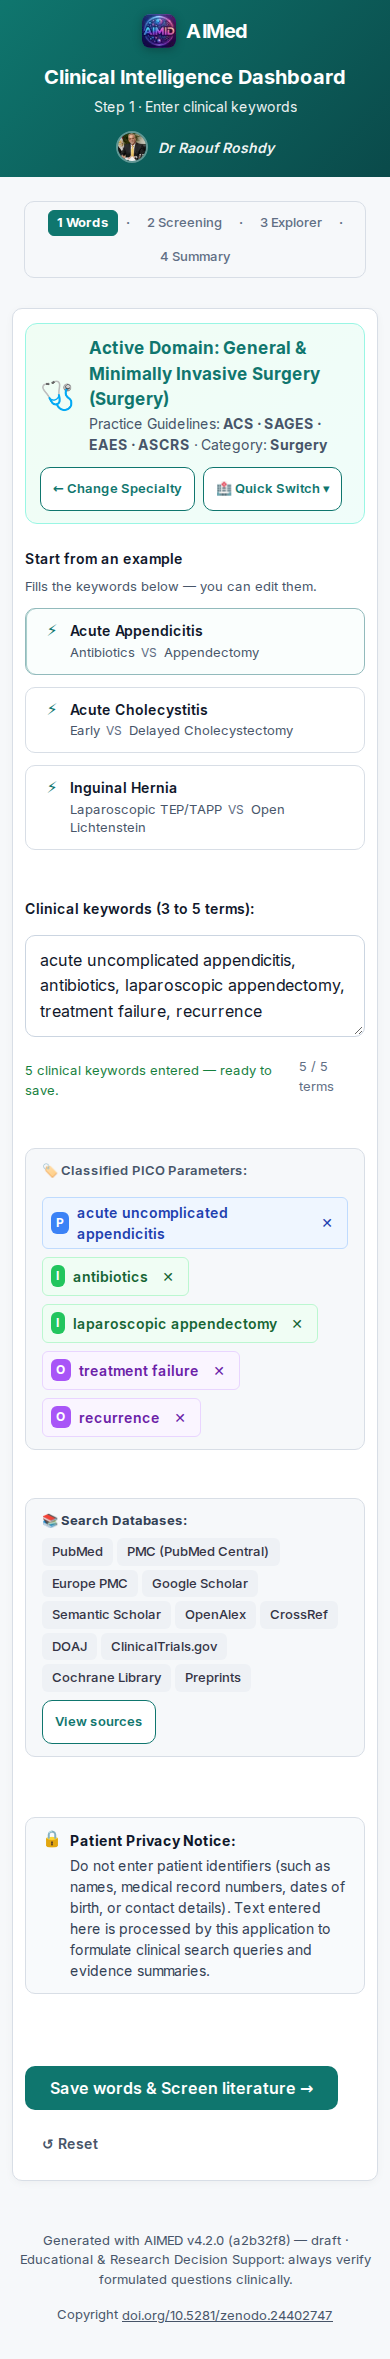 AIMED
AIMed
Clinical Intelligence Dashboard
Step 1 · Enter clinical keywords
Dr Raouf Roshdy
1 Words · 2 Screening · 3 Explorer ·
4 Summary
Active Domain: General &
Minimally Invasive Surgery
(Surgery)
Practice Guidelines: ACS · SAGES ·
EAES · ASCRS · Category: Surgery
← Change Specialty
Quick Switch ▾
Start from an example
Fills the keywords below — you can edit them.
Acute Appendicitis
Antibiotics VS Appendectomy
Acute Cholecystitis
Early VS Delayed Cholecystectomy
Inguinal Hernia
Laparoscopic TEP/TAPP VS Open
Lichtenstein
Clinical keywords (3 to 5 terms):
acute uncomplicated appendicitis,
antibiotics, laparoscopic appendectomy,
treatment failure, recurrence
5 clinical keywords entered — ready to
save.
5 / 5
terms
Classified PICO Parameters:
P acute uncomplicated
appendicitis ✕
I antibiotics ✕
I laparoscopic appendectomy ✕
O treatment failure ✕
O recurrence ✕
Search Databases:
PubMed PMC (PubMed Central)
Europe PMC Google Scholar
Semantic Scholar OpenAlex CrossRef
DOAJ ClinicalTrials.gov
Cochrane Library Preprints
View sources
Patient Privacy Notice:
Do not enter patient identifiers (such as
names, medical record numbers, dates of
birth, or contact details). Text entered
here is processed by this application to
formulate clinical search queries and
evidence summaries.
Save words & Screen literature →
↺ Reset
Generated with AIMED v4.2.0 (a2b32f8) — draft ·
Educational & Research Decision Support: always verify
formulated questions clinically.
Copyright doi.org/10.5281/zenodo.24402747